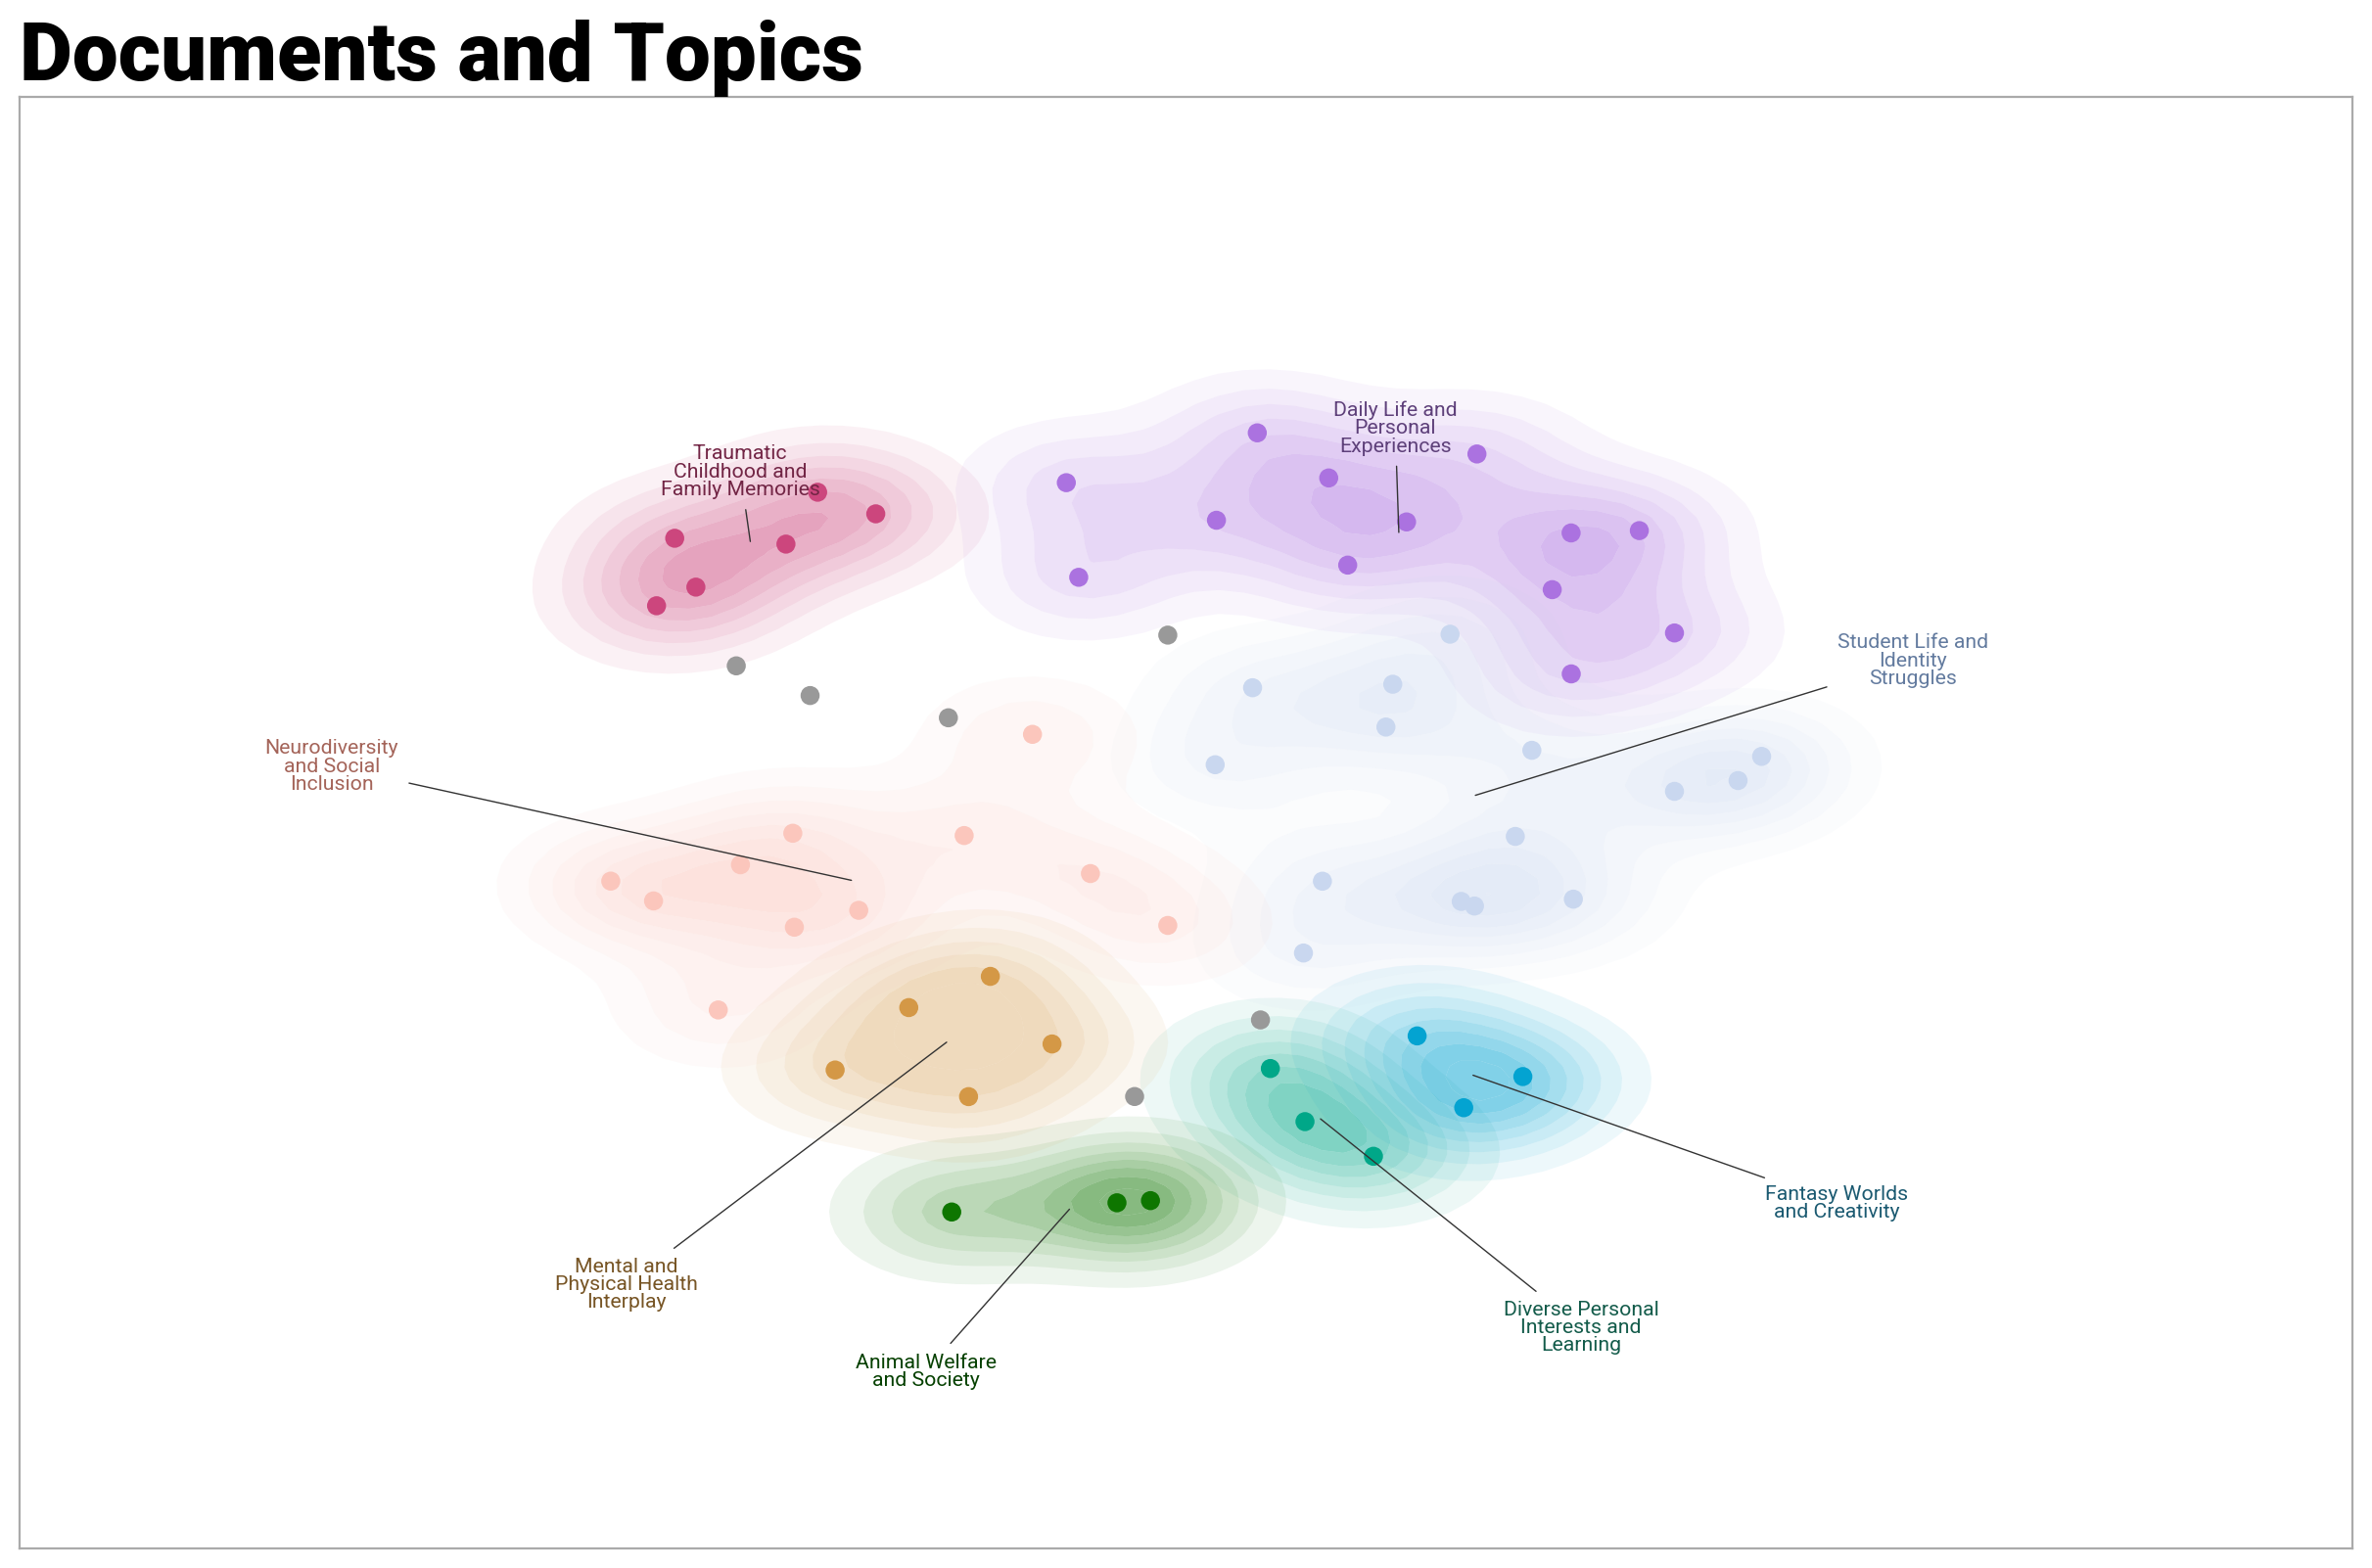 Documents and Topics
Daily Life and
Personal
Experiences
Traumatic
Childhood and
Family Memories
Student Life and
Identity
Struggles
Neurodiversity
and Social
Inclusion
Fantasy Worlds
and Creativity
Mental and
Physical Health
Interplay
Diverse Personal
Interests and
Learning
Animal Welfare
and Society